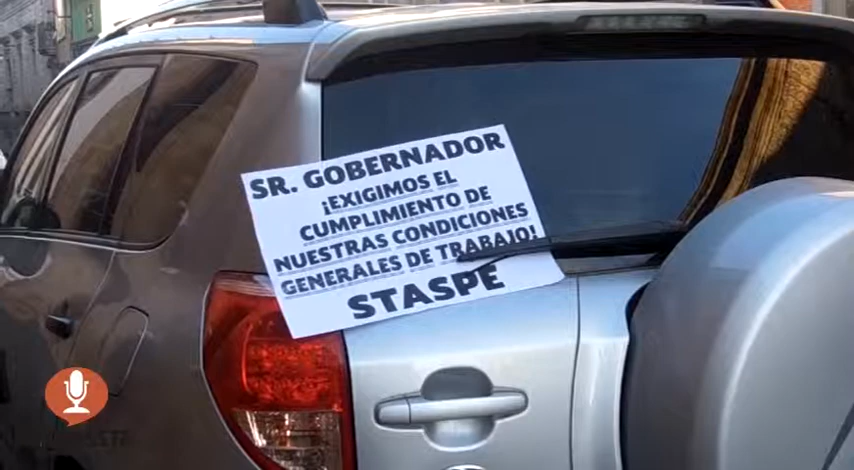 SR. GOBERNADOR
¡EXIGIMOS EL
CUMPLIMIENTO DE
NUESTRAS CONDICIONES
GENERALES DE TRABAJO!
STASPE